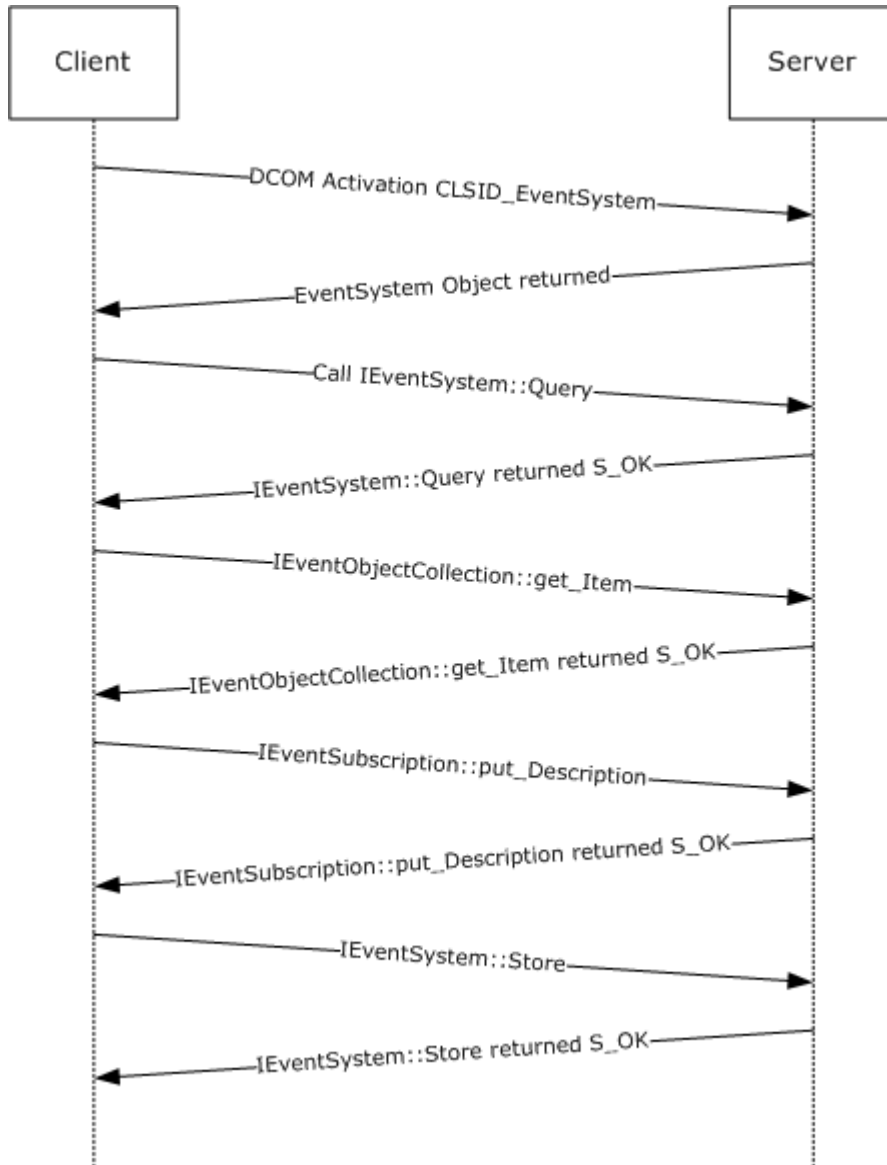 Client
Server
DCOM Activation CLSID_EventSystem
EventSystem Object returned
Call IEventSystem::Query
IEventSystem::Query returned S_OK
IEventObjectCollection::get_Item
IEventObjectCollection::get_Item returned S_OK
IEventSubscription::put_Description
IEventSubscription::put_Description returned S_OK
IEventSystem::Store
IEventSystem::Store returned S_OK